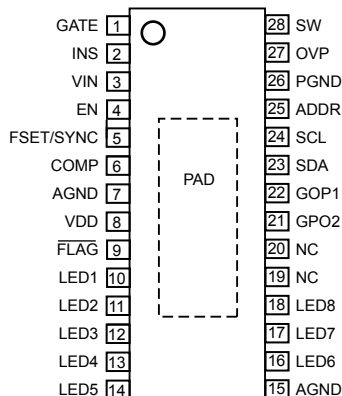 GATE 1
INS 2
VIN 3
EN 4
FSET/SYNC 5
COMP 6
AGND 7
VDD 8
FLAG 9
LED1 10
LED2 11
LED3 12
LED4 13
LED5 14
PAD
28 SW
27 OVP
26 PGND
25 ADDR
24 SCL
23 SDA
22 GOP1
21 GPO2
20 NC
19 NC
18 LED8
17 LED7
16 LED6
15 AGND